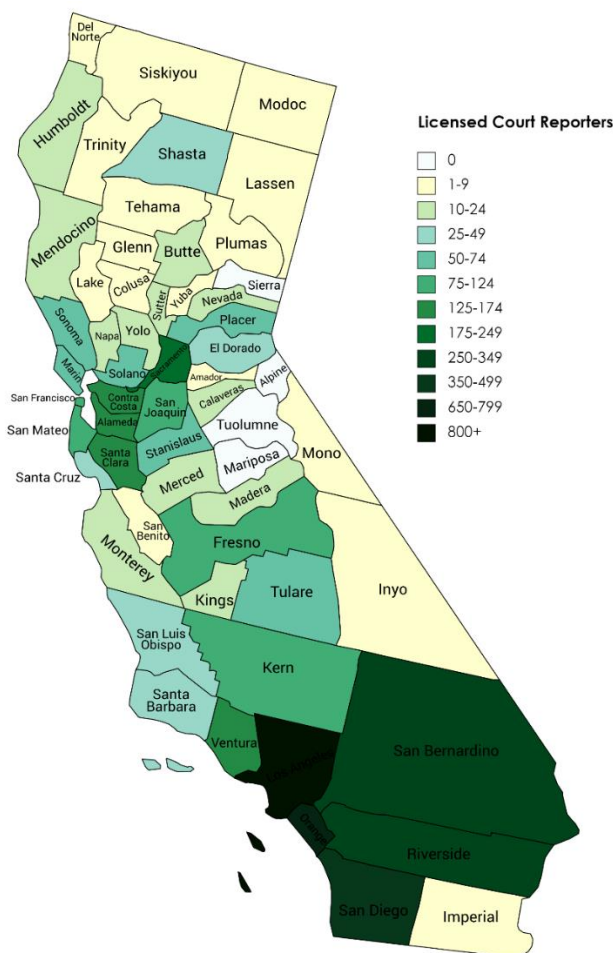 Del
Norte
Siskiyou
Modoc
Humboldt
Trinity
Shasta
Lassen
Tehama
Plumas
Mendocino
Glenn
Butte
Lake
Colusa
Sutter
Yuba
Sierra
Nevada
Placer
Sonoma
Napa
Yolo
El Dorado
Sacramento
Marin
Solano
Amador
Alpine
Calaveras
San Francisco
Contra
Costa
San
Joaquin
Tuolumne
Alameda
San Mateo
Stanislaus
Mono
Santa
Clara
Mariposa
Santa Cruz
Merced
Madera
San
Benito
Fresno
Monterey
Inyo
Kings
Tulare
San Luis
Obispo
Kern
Santa
Barbara
Ventura
Los Angeles
San Bernardino
Orange
Riverside
San Diego
Imperial
Licensed Court Reporters
0
1-9
10-24
25-49
50-74
75-124
125-174
175-249
250-349
350-499
650-799
800+